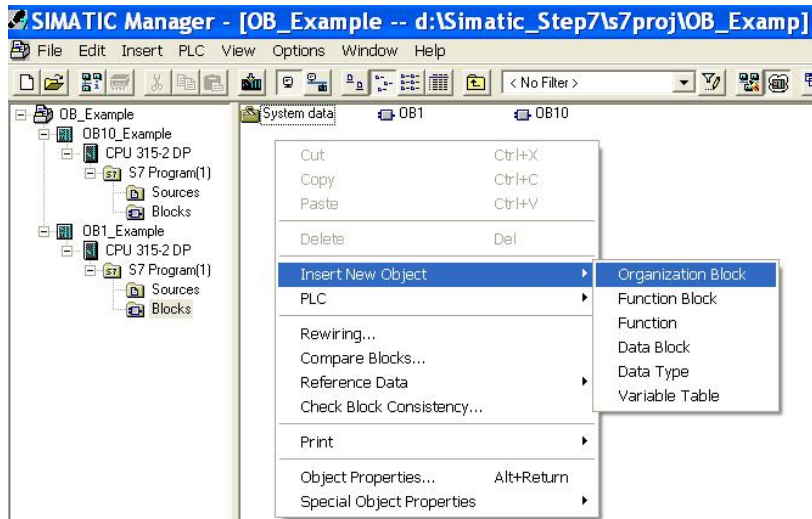 SIMATIC Manager - [OB_Example -- d:\Simatic_Step7\s7proj\OB_Examp]
File Edit Insert PLC View Options Window Help
< No Filter >
OB_Example
OB10_Example
CPU 315-2 DP
S7 Program(1)
Sources
Blocks
OB1_Example
CPU 315-2 DP
S7 Program(1)
Sources
Blocks
System data OB1 OB10
Cut Ctrl+X
Copy Ctrl+C
Paste Ctrl+V
Delete Del
Insert New Object
PLC
Rewiring...
Compare Blocks...
Reference Data
Check Block Consistency...
Print
Object Properties... Alt+Return
Special Object Properties
Organization Block
Function Block
Function
Data Block
Data Type
Variable Table